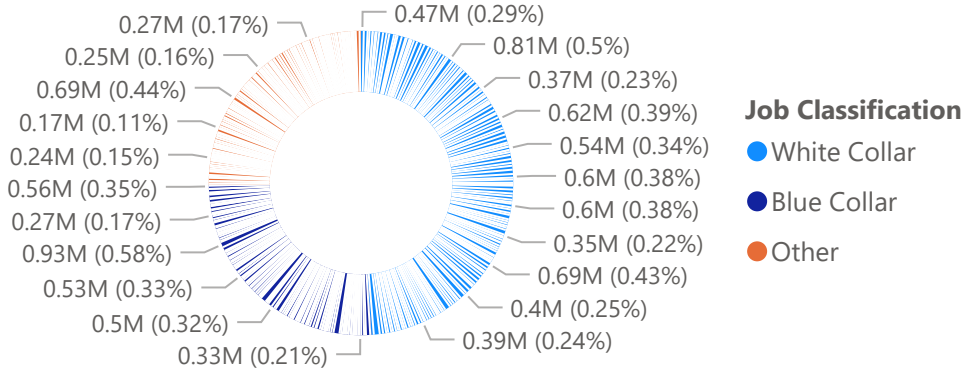 0.47M (0.29%)
0.81M (0.5%)
0.37M (0.23%)
0.62M (0.39%)
0.54M (0.34%)
0.6M (0.38%)
0.6M (0.38%)
0.35M (0.22%)
0.69M (0.43%)
0.4M (0.25%)
0.39M (0.24%)
0.33M (0.21%)
0.5M (0.32%)
0.53M (0.33%)
0.93M (0.58%)
0.27M (0.17%)
0.56M (0.35%)
0.24M (0.15%)
0.17M (0.11%)
0.69M (0.44%)
0.25M (0.16%)
0.27M (0.17%)
Job Classification
White Collar
Blue Collar
Other